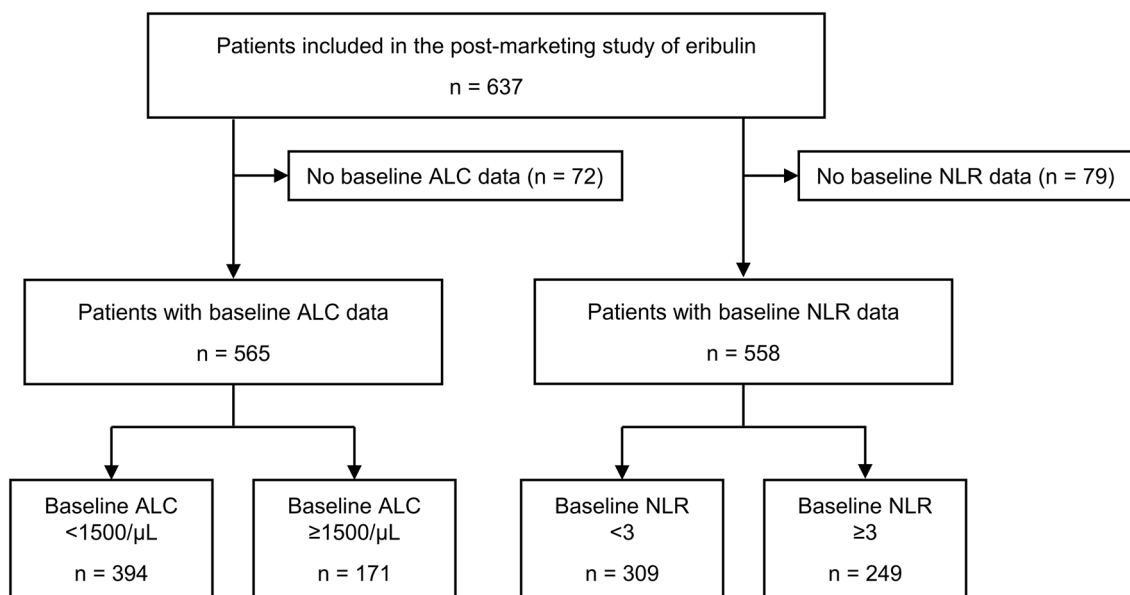 Patients included in the post-marketing study of eribulin
n = 637
No baseline ALC data (n = 72)
No baseline NLR data (n = 79)
Patients with baseline ALC data
n = 565
Patients with baseline NLR data
n = 558
Baseline ALC
<1500/µL
n = 394
Baseline ALC
≥1500/µL
n = 171
Baseline NLR
<3
n = 309
Baseline NLR
≥3
n = 249